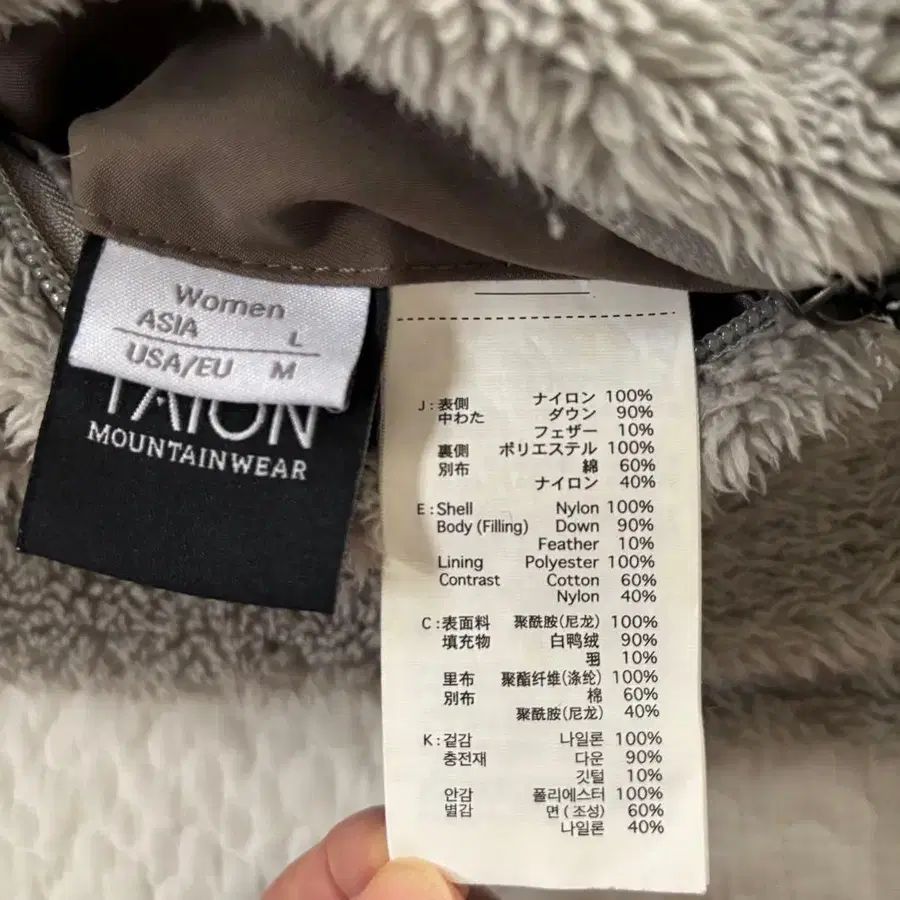 Women
ASIA L
USA/EU M
TAION
MOUNTAINWEAR
J : 表側 ナイロン 100%
中わた ダウン 90%
フェザー 10%
裏側 ポリエステル 100%
別布 綿 60%
ナイロン 40%
E : Shell Nylon 100%
Body (Filling) Down 90%
Feather 10%
Lining Polyester 100%
Contrast Cotton 60%
Nylon 40%
C : 表面料 聚酰胺(尼龙) 100%
填充物 白鸭绒 90%
羽 10%
里布 聚酯纤维(涤纶) 100%
别布 棉 60%
聚酰胺(尼龙) 40%
K : 겉감 나일론 100%
충전재 다운 90%
깃털 10%
안감 폴리에스터 100%
별감 면 ( 조성) 60%
나일론 40%